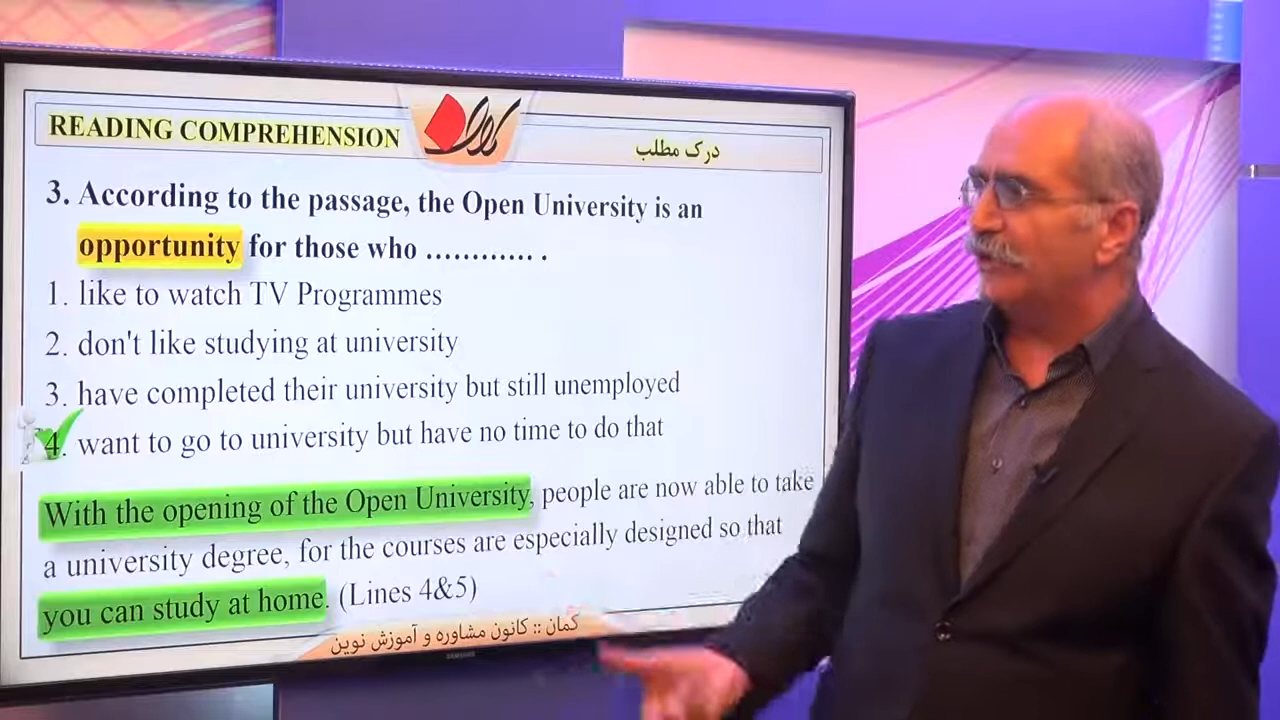 READING COMPREHENSION
درک مطلب
3. According to the passage, the Open University is an
opportunity for those who ............. .
1. like to watch TV Programmes
2. don't like studying at university
3. have completed their university but still unemployed
4. want to go to university but have no time to do that
With the opening of the Open University, people are now able to take
a university degree, for the courses are especially designed so that
you can study at home. (Lines 4&5)
کمان :: کانون مشاوره و آموزش نوین
SAMSUNG